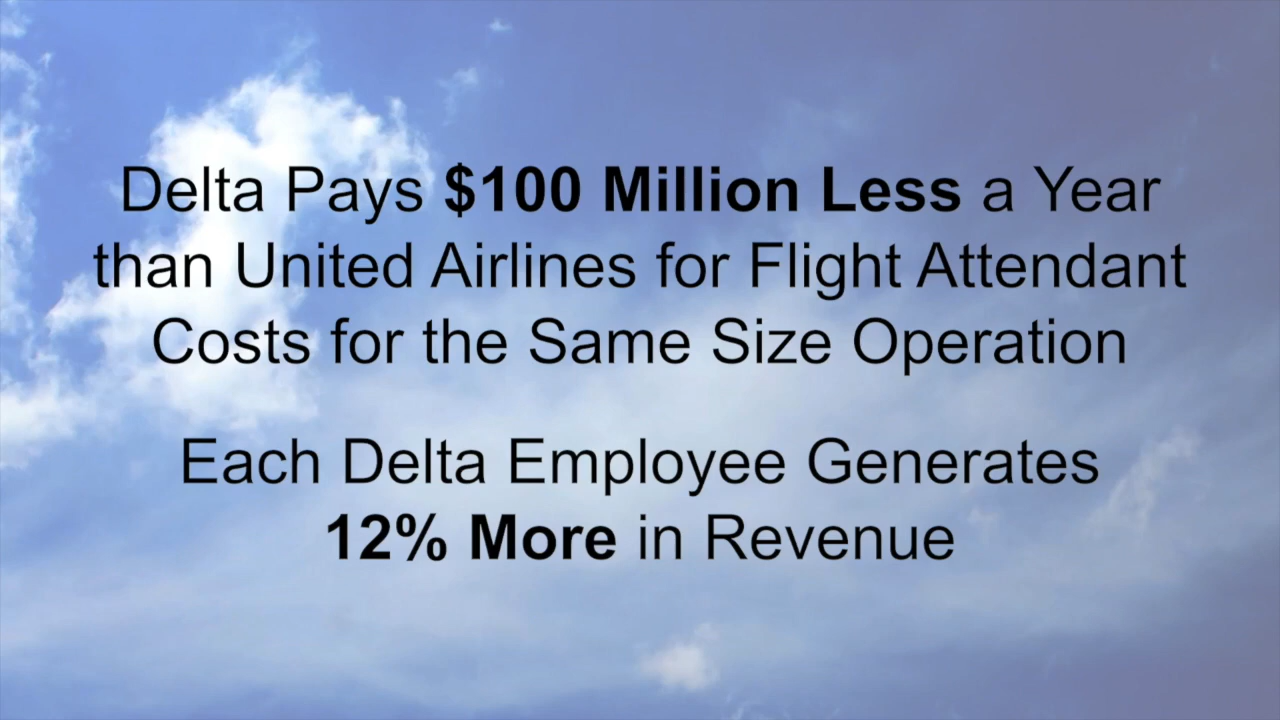 Delta Pays $100 Million Less a Year
than United Airlines for Flight Attendant
Costs for the Same Size Operation
Each Delta Employee Generates
12% More in Revenue